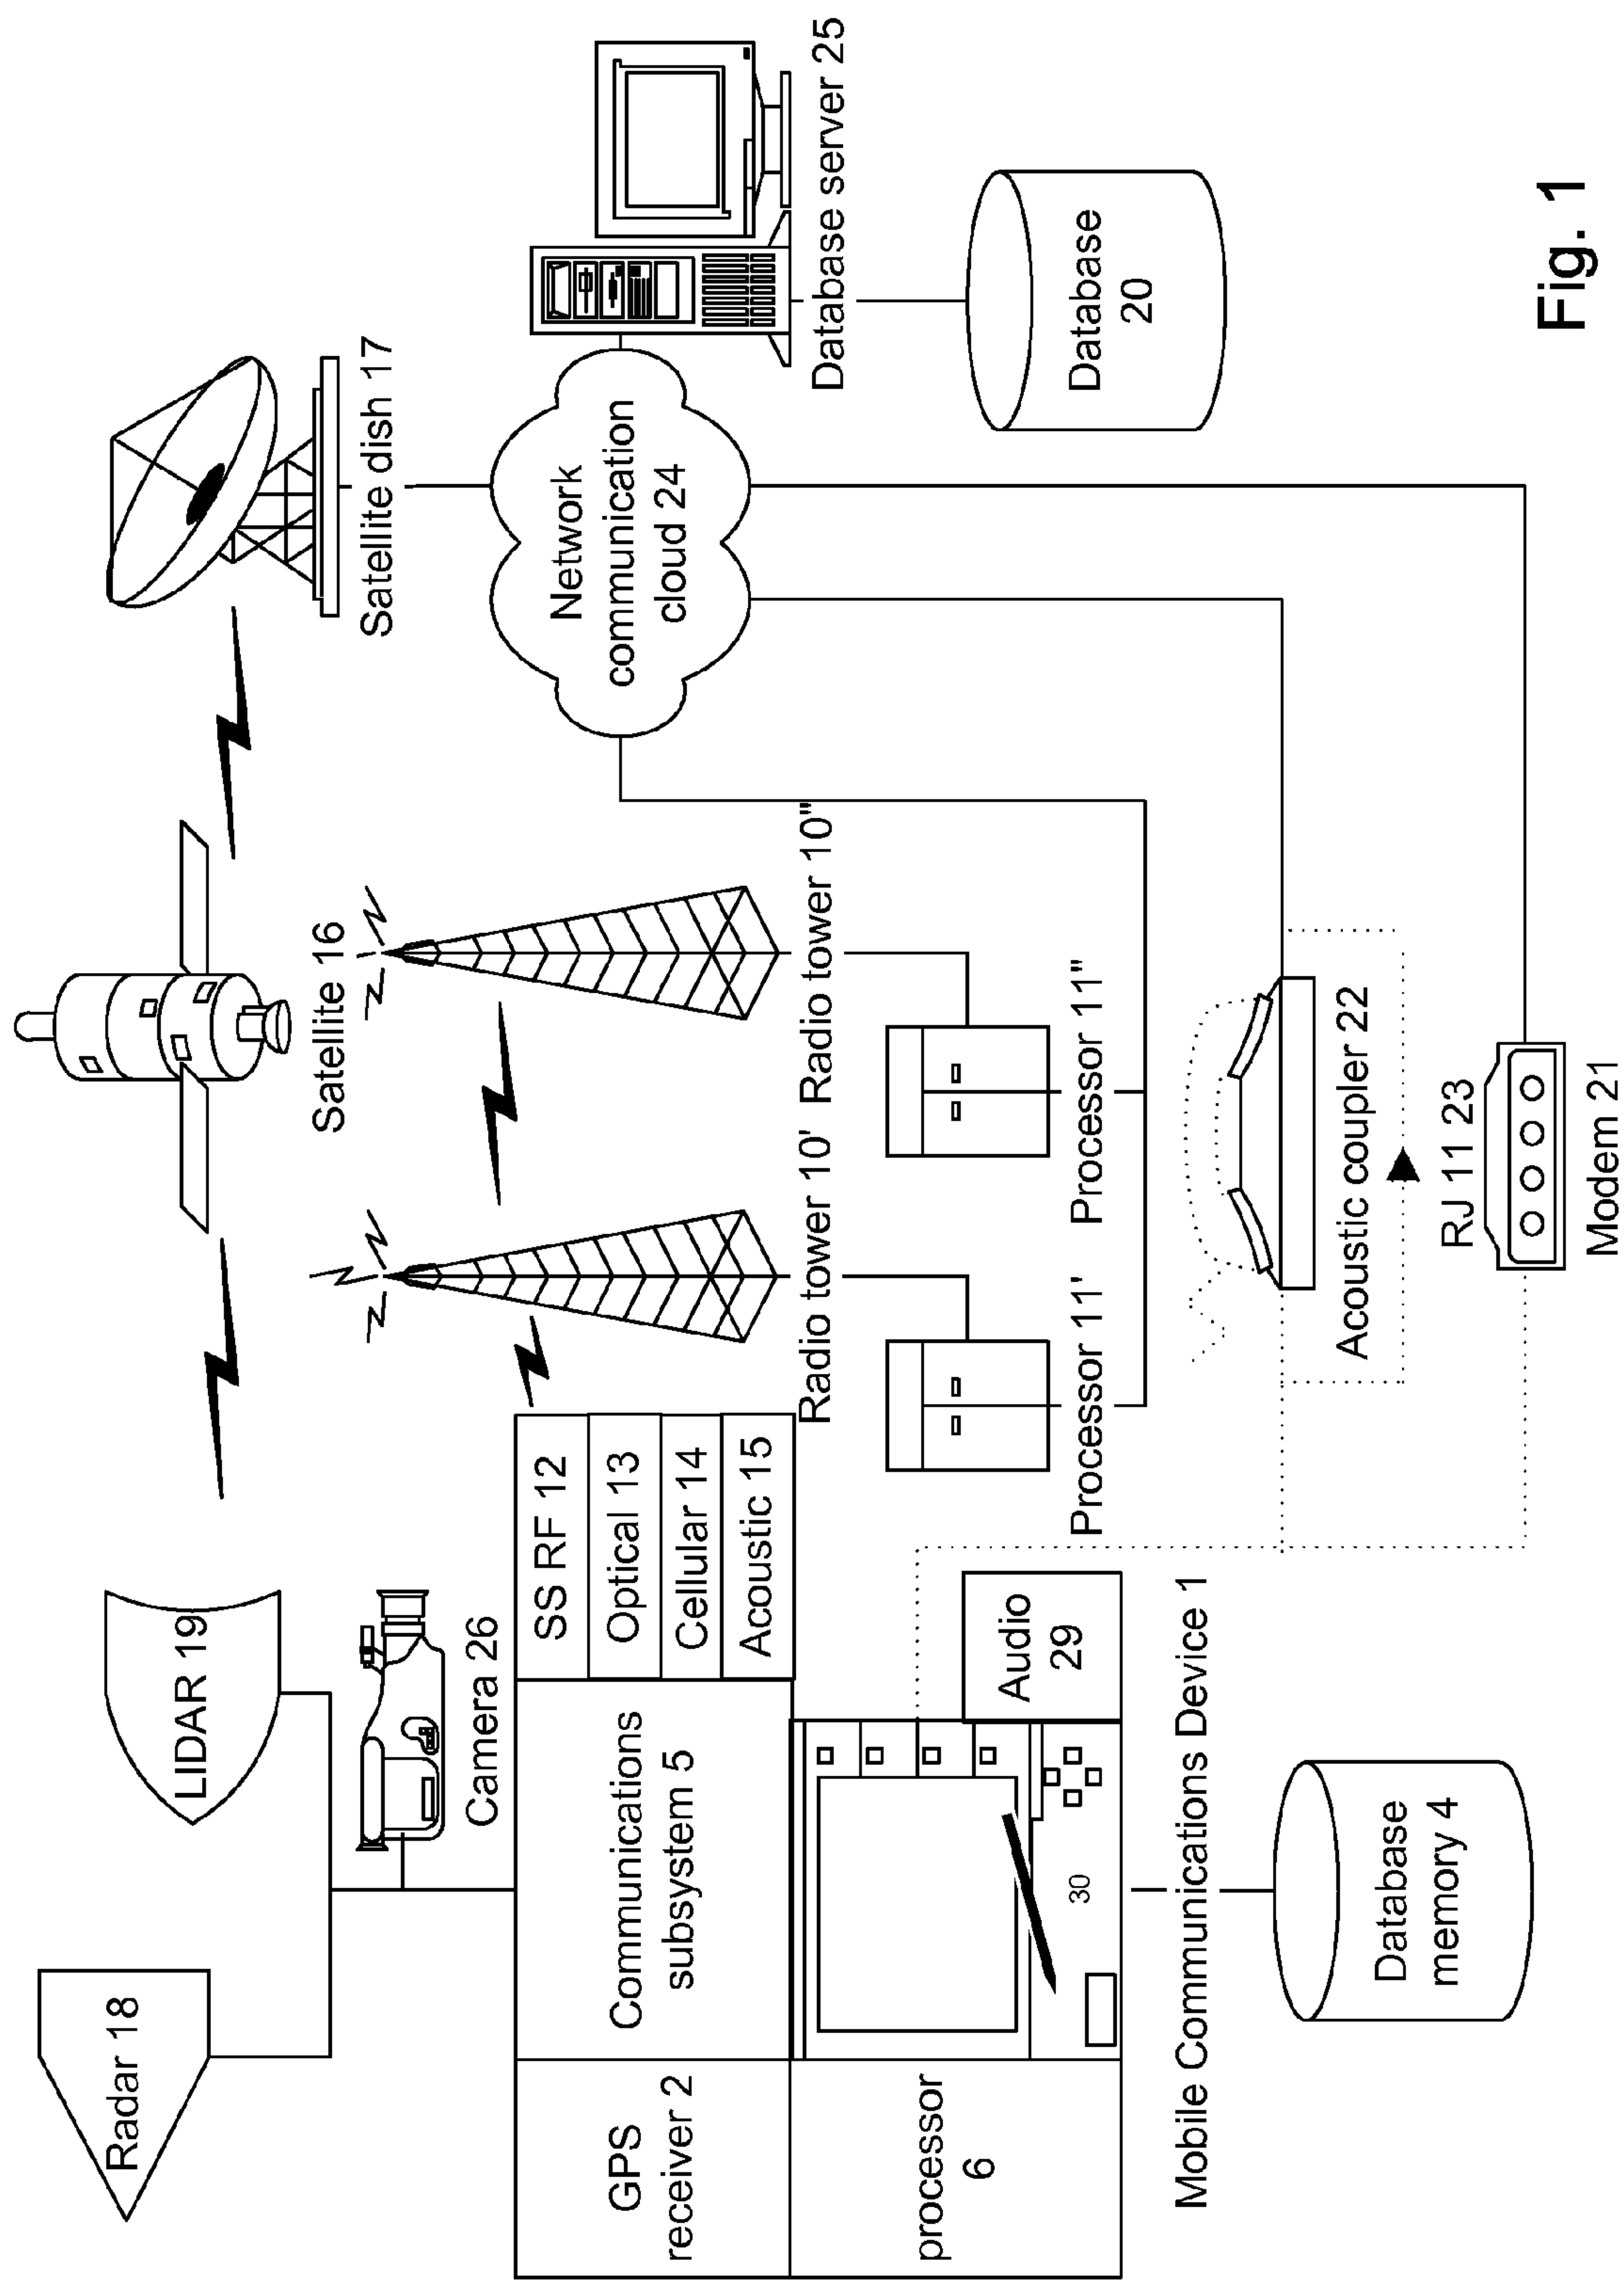 Radar 18
LIDAR 19
Camera 26
Satellite 16
Satellite dish 17
GPS
receiver 2
Communications
subsystem 5
SS RF 12
Optical 13
Cellular 14
Acoustic 15
processor
6
30
Audio
29
Mobile Communications Device 1
Database
memory 4
Radio tower 10'
Radio tower 10"
Processor 11'
Processor 11"
Network
communication
cloud 24
Database server 25
Database
20
Acoustic coupler 22
RJ 11 23
Modem 21
Fig. 1